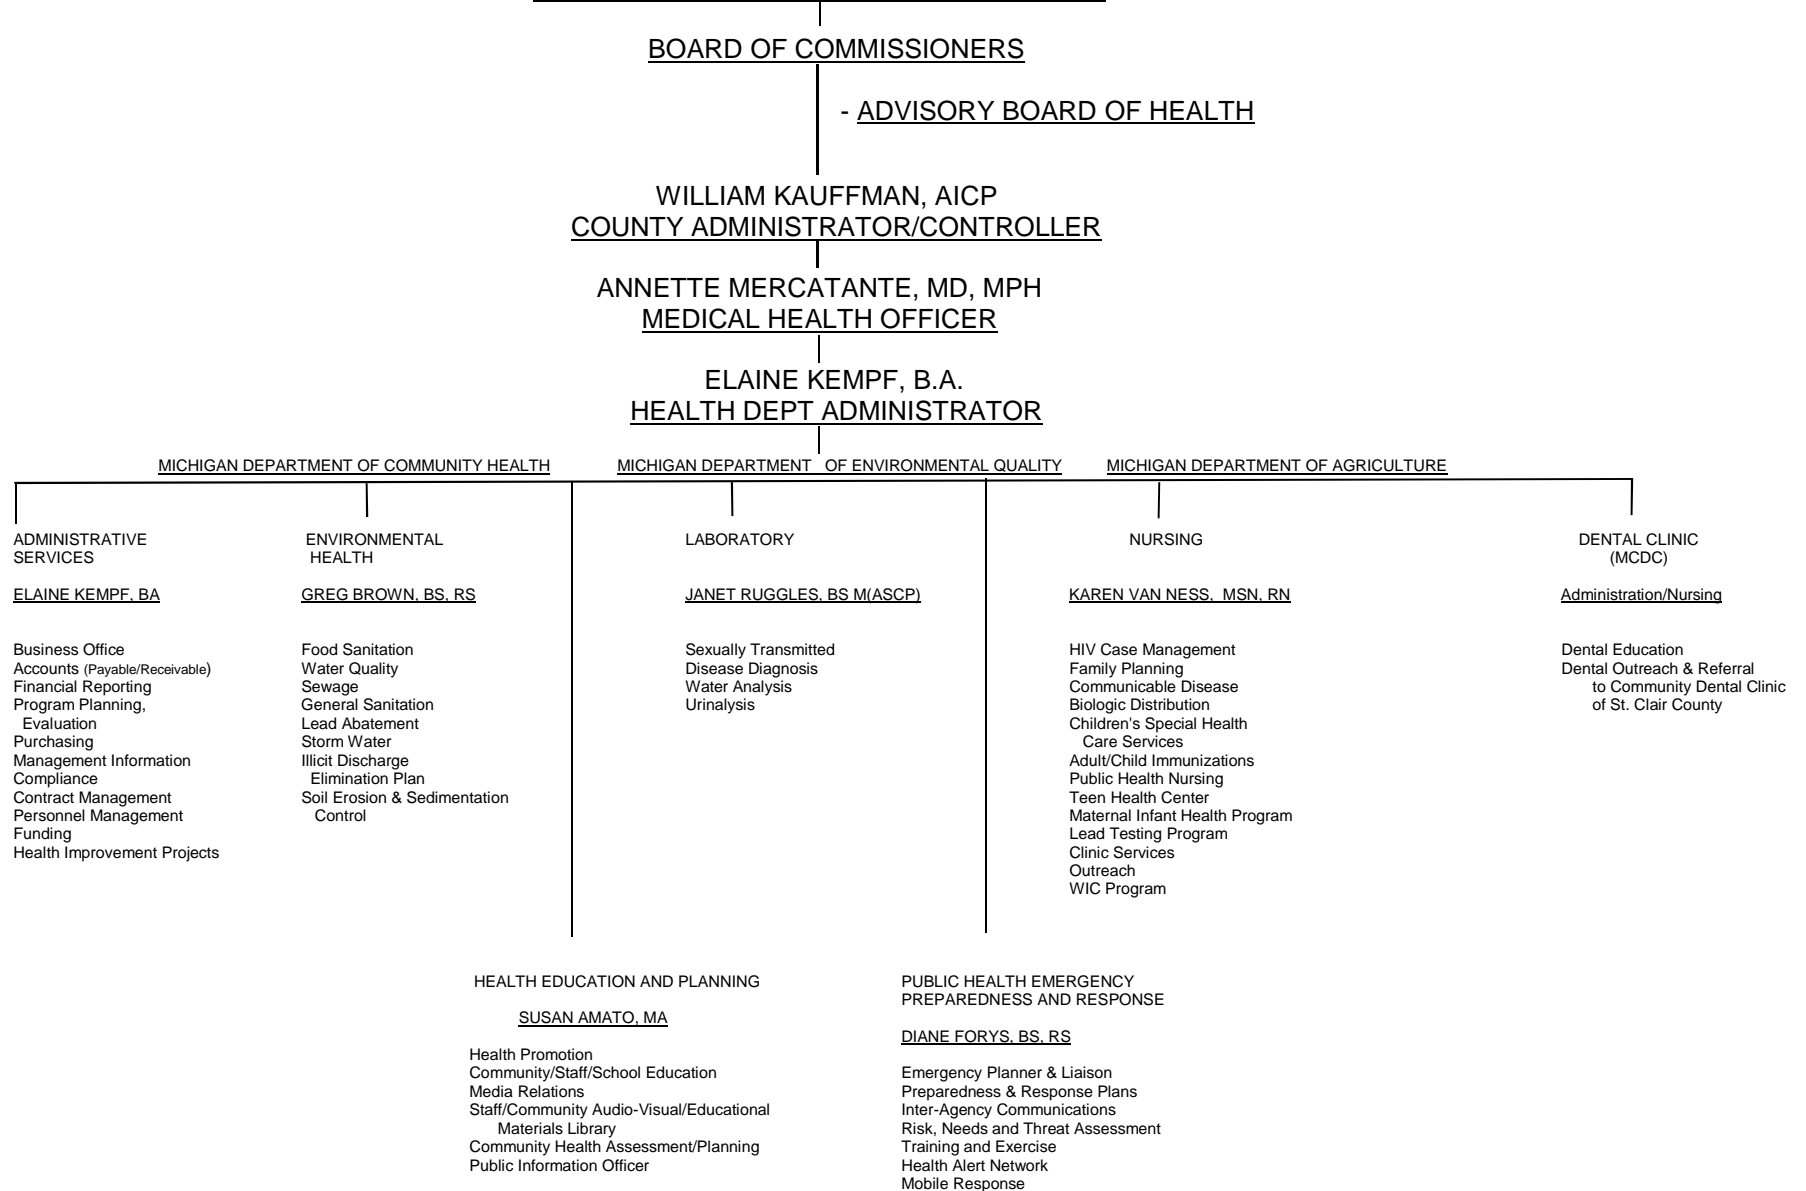 BOARD OF COMMISSIONERS
- ADVISORY BOARD OF HEALTH
WILLIAM KAUFFMAN, AICP
COUNTY ADMINISTRATOR/CONTROLLER
ANNETTE MERCATANTE, MD, MPH
MEDICAL HEALTH OFFICER
ELAINE KEMPF, B.A.
HEALTH DEPT ADMINISTRATOR
MICHIGAN DEPARTMENT OF COMMUNITY HEALTH
MICHIGAN DEPARTMENT OF ENVIRONMENTAL QUALITY
MICHIGAN DEPARTMENT OF AGRICULTURE
ADMINISTRATIVE
SERVICES
ELAINE KEMPF, BA
Business Office
Accounts (Payable/Receivable)
Financial Reporting
Program Planning,
Evaluation
Purchasing
Management Information
Compliance
Contract Management
Personnel Management
Funding
Health Improvement Projects
ENVIRONMENTAL
HEALTH
GREG BROWN, BS, RS
Food Sanitation
Water Quality
Sewage
General Sanitation
Lead Abatement
Storm Water
Illicit Discharge
Elimination Plan
Soil Erosion & Sedimentation
Control
LABORATORY
JANET RUGGLES, BS M(ASCP)
Sexually Transmitted
Disease Diagnosis
Water Analysis
Urinalysis
NURSING
KAREN VAN NESS, MSN, RN
HIV Case Management
Family Planning
Communicable Disease
Biologic Distribution
Children's Special Health
Care Services
Adult/Child Immunizations
Public Health Nursing
Teen Health Center
Maternal Infant Health Program
Lead Testing Program
Clinic Services
Outreach
WIC Program
DENTAL CLINIC
(MCDC)
Administration/Nursing
Dental Education
Dental Outreach & Referral
to Community Dental Clinic
of St. Clair County
HEALTH EDUCATION AND PLANNING
SUSAN AMATO, MA
Health Promotion
Community/Staff/School Education
Media Relations
Staff/Community Audio-Visual/Educational
Materials Library
Community Health Assessment/Planning
Public Information Officer
PUBLIC HEALTH EMERGENCY
PREPAREDNESS AND RESPONSE
DIANE FORYS, BS, RS
Emergency Planner & Liaison
Preparedness & Response Plans
Inter-Agency Communications
Risk, Needs and Threat Assessment
Training and Exercise
Health Alert Network
Mobile Response